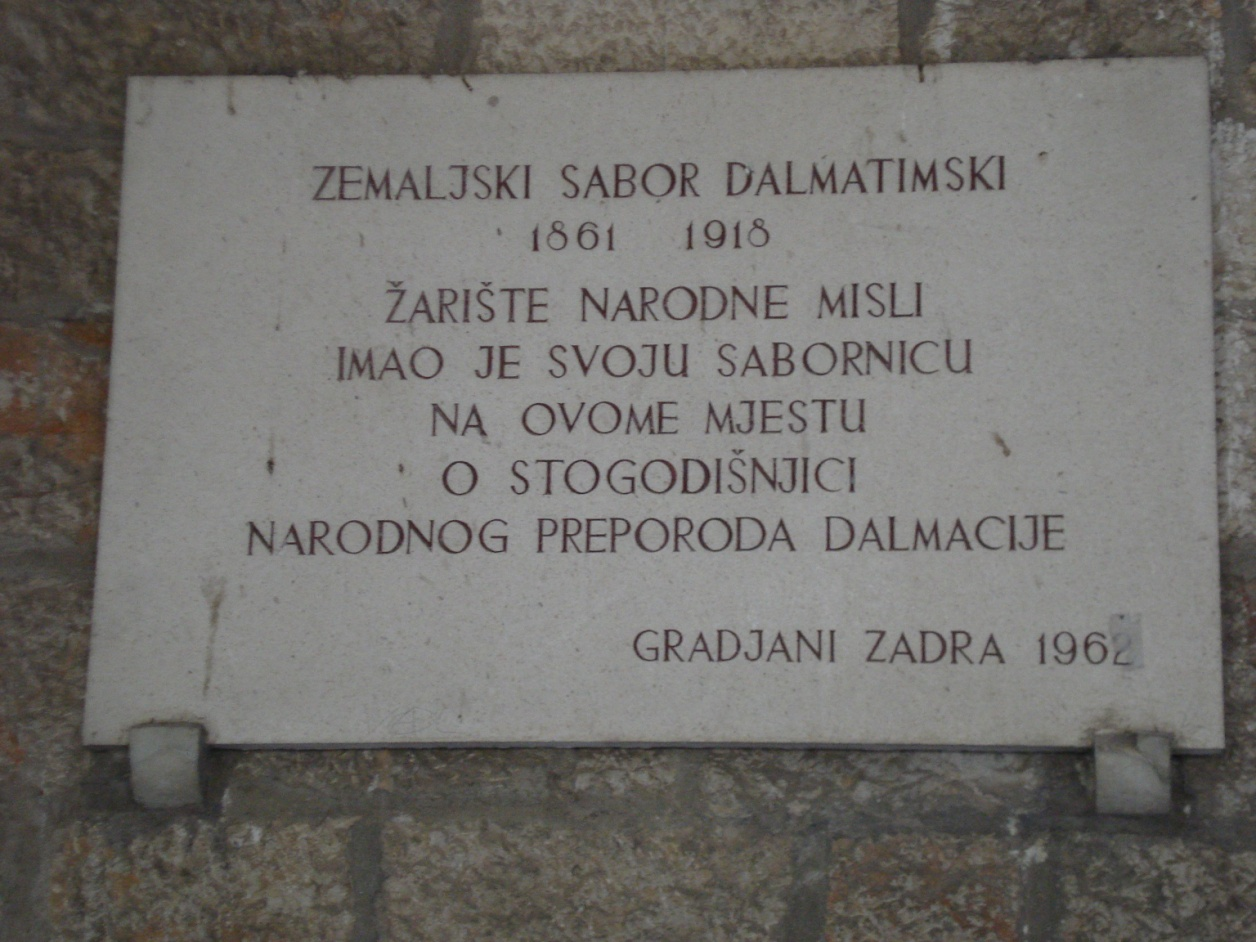 ZEMALJSKI SABOR DALMATIMSKI
1861 1918
ŽARIŠTE NARODNE MISLI
IMAO JE SVOJU SABORNICU
NA OVOME MJESTU
O STOGODIŠNJICI
NARODNOG PREPORODA DALMACIJE
GRADJANI ZADRA 1962